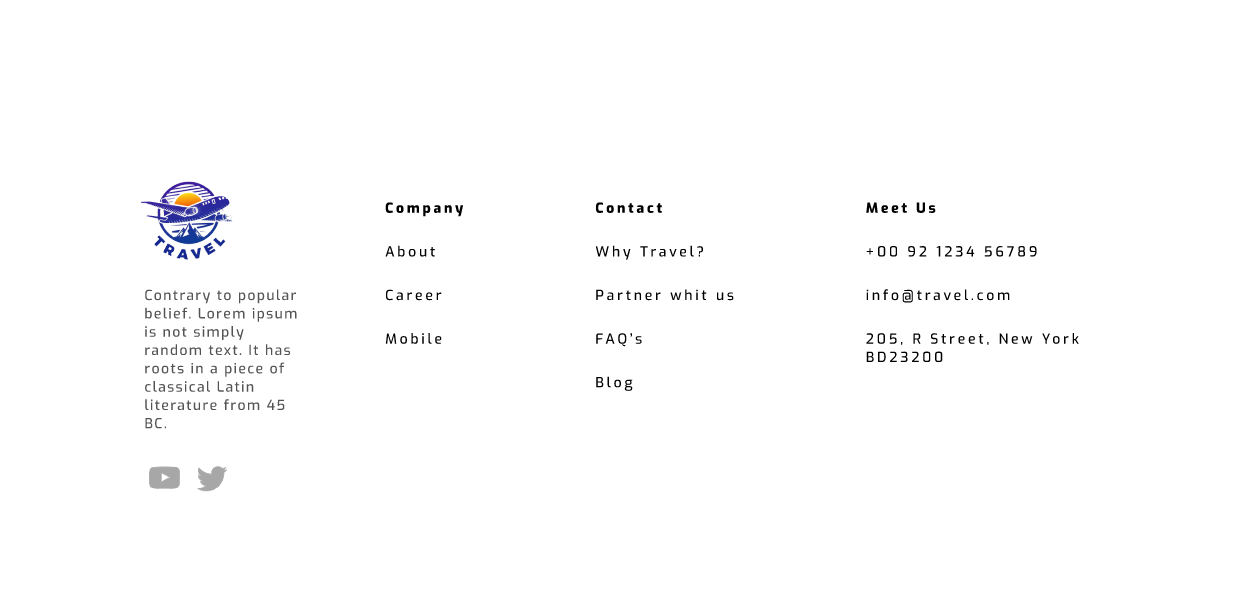 TRAVEL
Contrary to popular
belief. Lorem ipsum
is not simply
random text. It has
roots in a piece of
classical Latin
literature from 45
BC.
Company
About
Career
Mobile
Contact
Why Travel?
Partner whit us
FAQ's
Blog
Meet Us
+00 92 1234 56789
info@travel.com
205, R Street, New York
BD23200